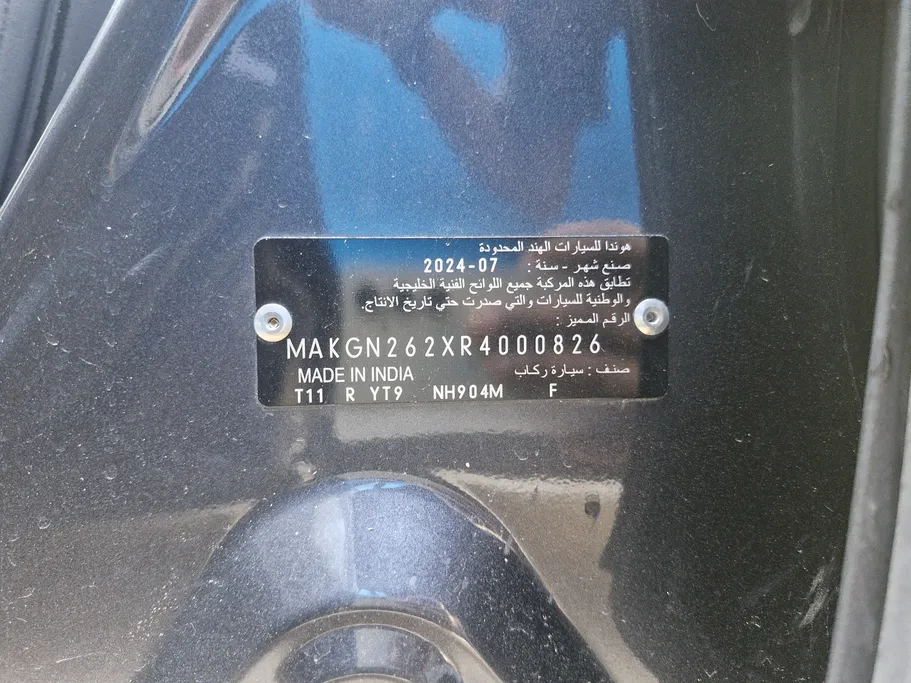 هوندا للسيارات الهند المحدودة
صنع شهر - سنة : 2024-07
تطابق هذه المركبة جميع اللوائح الفنية الخليجية
والوطنية للسيارات والتي صدرت حتي تاريخ الانتاج.
الرقم المميز :
MAKGN262XR4000826
صنف : سيارة ركاب
MADE IN INDIA
T11 R YT9 NH904M F